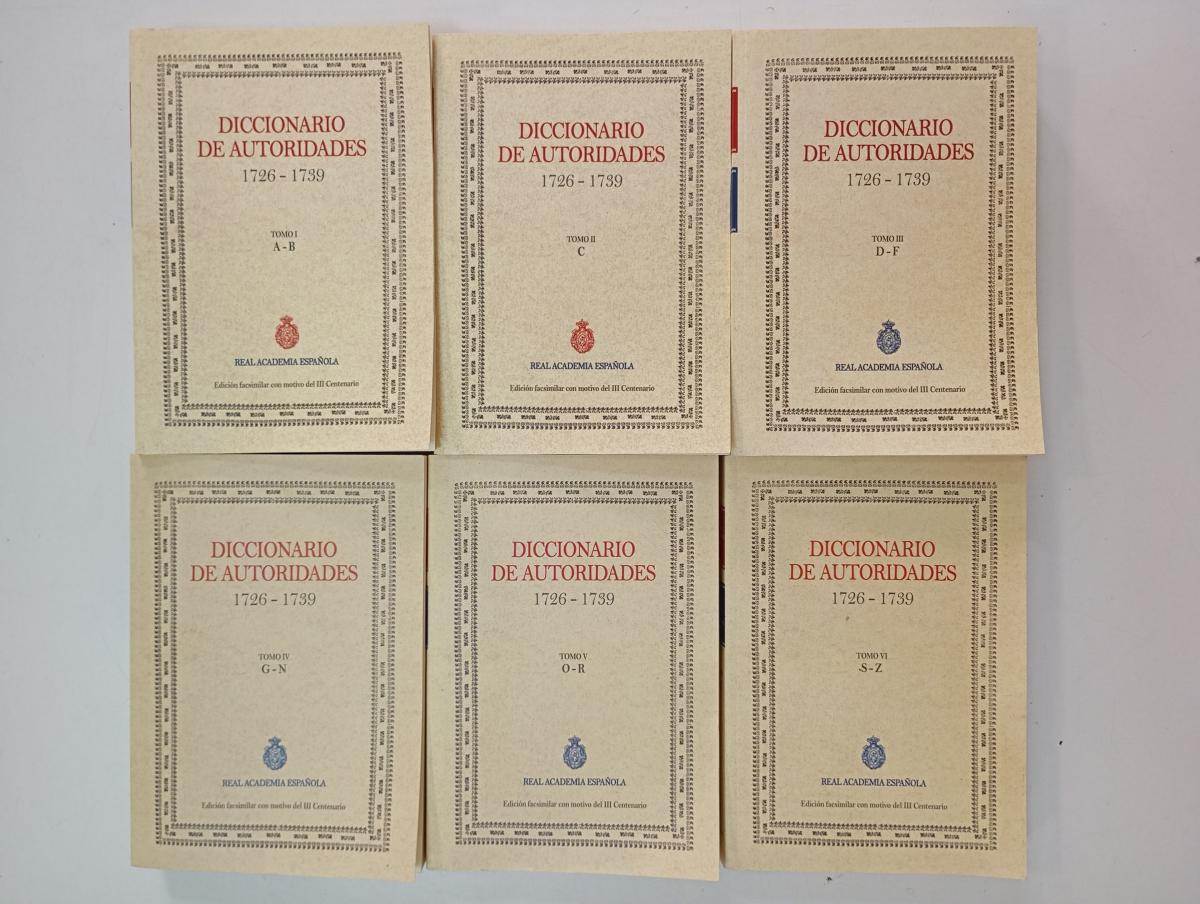 DICCIONARIO
DE AUTORIDADES
1726 - 1739
TOMO I
A - B
REAL ACADEMIA ESPAÑOLA
Edición facsimilar con motivo del III Centenario
DICCIONARIO
DE AUTORIDADES
1726 - 1739
TOMO II
C
REAL ACADEMIA ESPAÑOLA
Edición facsimilar con motivo del III Centenario
DICCIONARIO
DE AUTORIDADES
1726 - 1739
TOMO III
D - F
REAL ACADEMIA ESPAÑOLA
Edición facsimilar con motivo del III Centenario
DICCIONARIO
DE AUTORIDADES
1726 - 1739
TOMO IV
G - N
REAL ACADEMIA ESPAÑOLA
Edición facsimilar con motivo del III Centenario
DICCIONARIO
DE AUTORIDADES
1726 - 1739
TOMO V
O - R
REAL ACADEMIA ESPAÑOLA
Edición facsimilar con motivo del III Centenario
DICCIONARIO
DE AUTORIDADES
1726 - 1739
TOMO VI
S - Z
REAL ACADEMIA ESPAÑOLA
Edición facsimilar con motivo del III Centenario